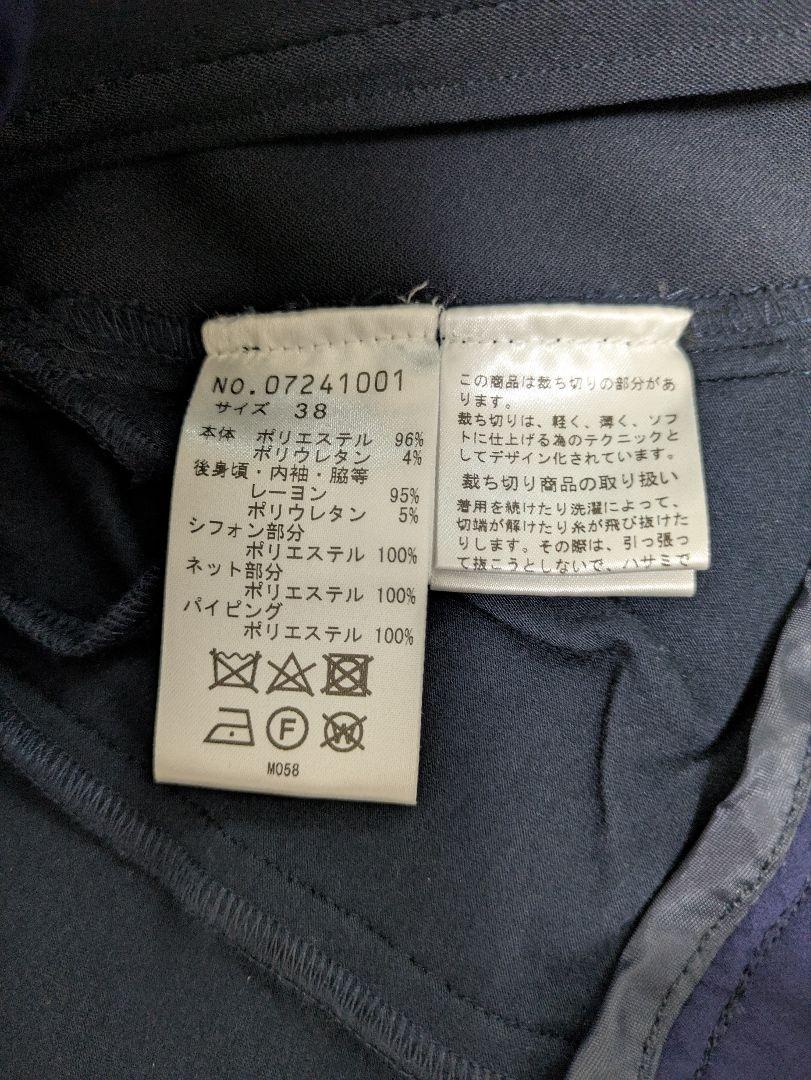 NO.07241001
サイズ 38
本体 ポリエステル 96%
ポリウレタン 4%
後身頃・内袖・脇等
レーヨン 95%
ポリウレタン 5%
シフォン部分
ポリエステル 100%
ネット部分
ポリエステル 100%
パイピング
ポリエステル 100%
F
W
M058
この商品は裁ち切りの部分があ
ります。
裁ち切りは、軽く、薄く、ソフ
トに仕上げる為のテクニックと
してデザイン化されています。
裁ち切り商品の取り扱い
着用を続けたり洗濯によって、
切端が解けたり糸が飛び抜けた
りします。その際は、引っ張っ
て抜こうとしないで、ハサミで